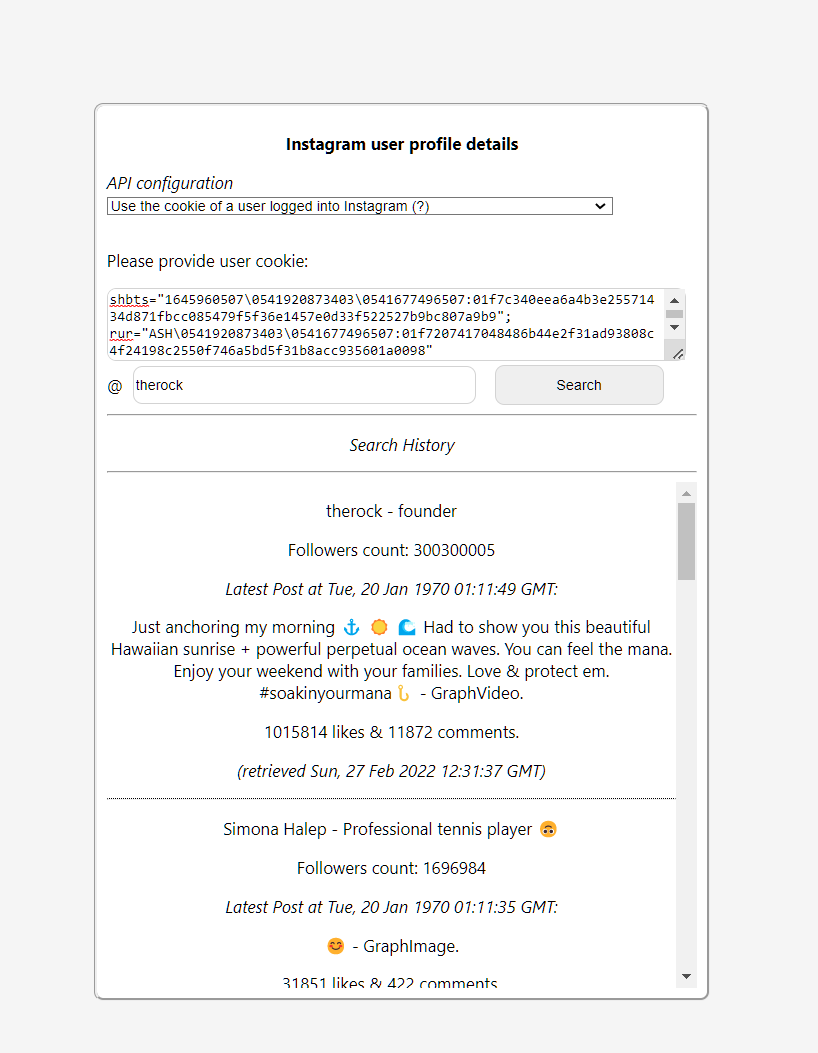 Instagram user profile details
API configuration
Use the cookie of a user logged into Instagram (?)
Please provide user cookie:
shbts="1645960507\0541920873403\0541677496507:01f7c340eea6a4b3e255714
34d871fbcc085479f5f36e1457e0d33f522527b9bc807a9b9";
rur="ASH\0541920873403\0541677496507:01f7207417048486b44e2f31ad93808c
4f24198c2550f746a5bd5f31b8acc935601a0098"
@ therock Search
Search History
therock - founder
Followers count: 300300005
Latest Post at Tue, 20 Jan 1970 01:11:49 GMT:
Just anchoring my morning ⚓ ☀️ 🌊 Had to show you this beautiful
Hawaiian sunrise + powerful perpetual ocean waves. You can feel the mana.
Enjoy your weekend with your families. Love & protect em.
#soakinyourmana🪝 - GraphVideo.
1015814 likes & 11872 comments.
(retrieved Sun, 27 Feb 2022 12:31:37 GMT)
Simona Halep - Professional tennis player 🙃
Followers count: 1696984
Latest Post at Tue, 20 Jan 1970 01:11:35 GMT:
😊 - GraphImage.
31851 likes & 422 comments